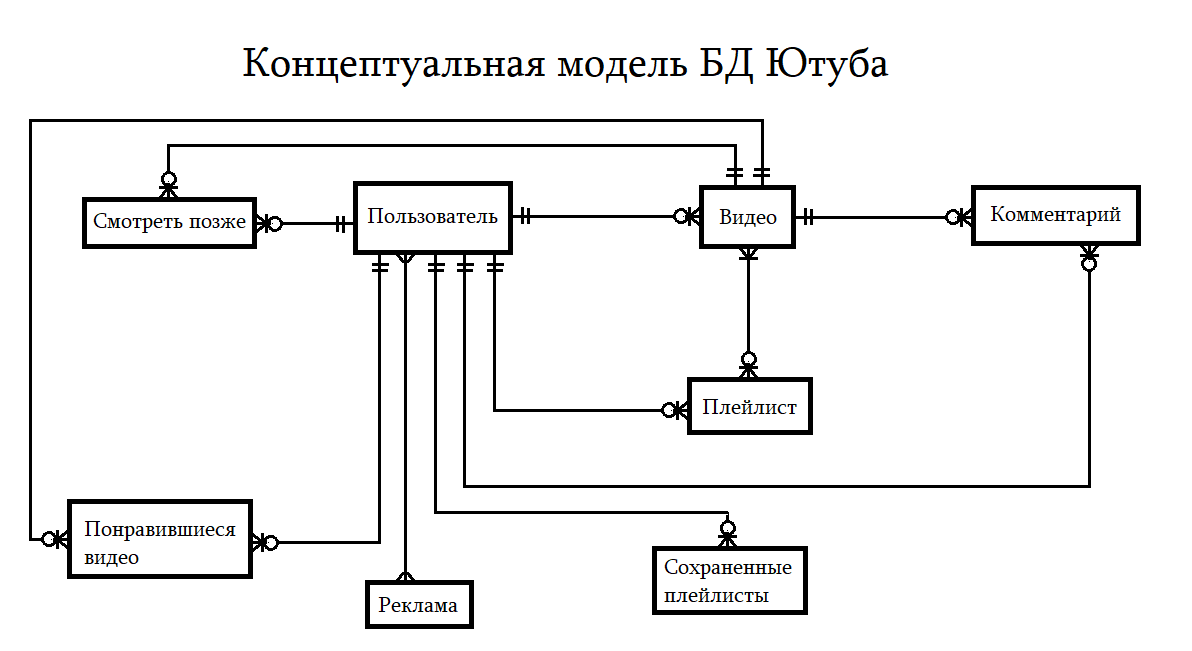 Концептуальная модель БД Ютуба
Смотреть позже
Пользователь
Видео
Комментарий
Плейлист
Понравившиеся
видео
Реклама
Сохраненные
плейлисты